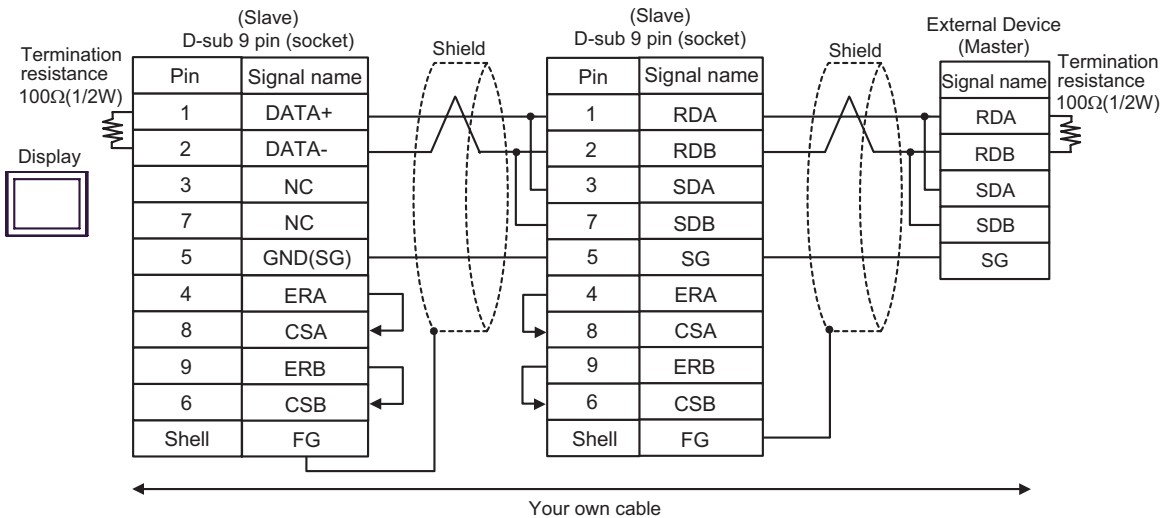 (Slave)
D-sub 9 pin (socket)
(Slave)
D-sub 9 pin (socket)
External Device
(Master)
Termination
resistance
100Ω(1/2W)
Shield
Shield
Termination
resistance
100Ω(1/2W)
Display
Pin Signal name
1 DATA+
2 DATA-
3 NC
7 NC
5 GND(SG)
4 ERA
8 CSA
9 ERB
6 CSB
Shell FG
Pin Signal name
1 RDA
2 RDB
3 SDA
7 SDB
5 SG
4 ERA
8 CSA
9 ERB
6 CSB
Shell FG
Signal name
RDA
RDB
SDA
SDB
SG
Your own cable